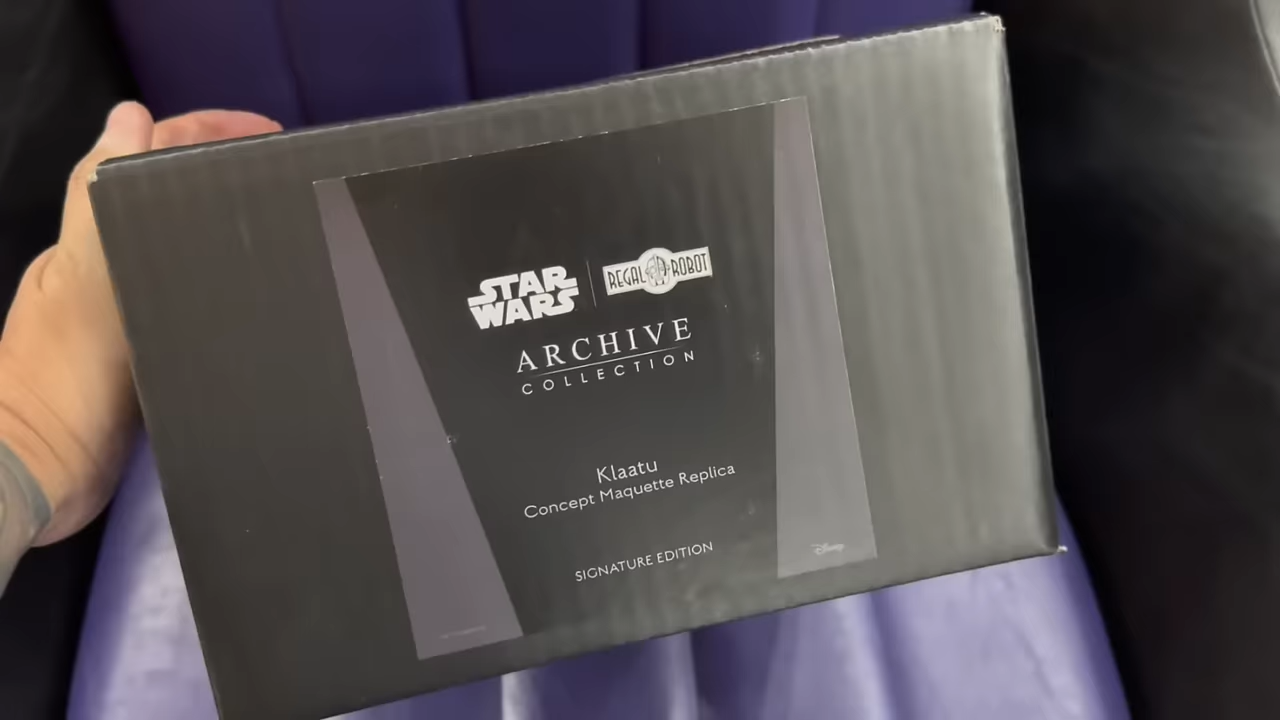 STAR WARS
REGAL ROBOT
ARCHIVE
COLLECTION
Klaatu
Concept Maquette Replica
SIGNATURE EDITION
Disney